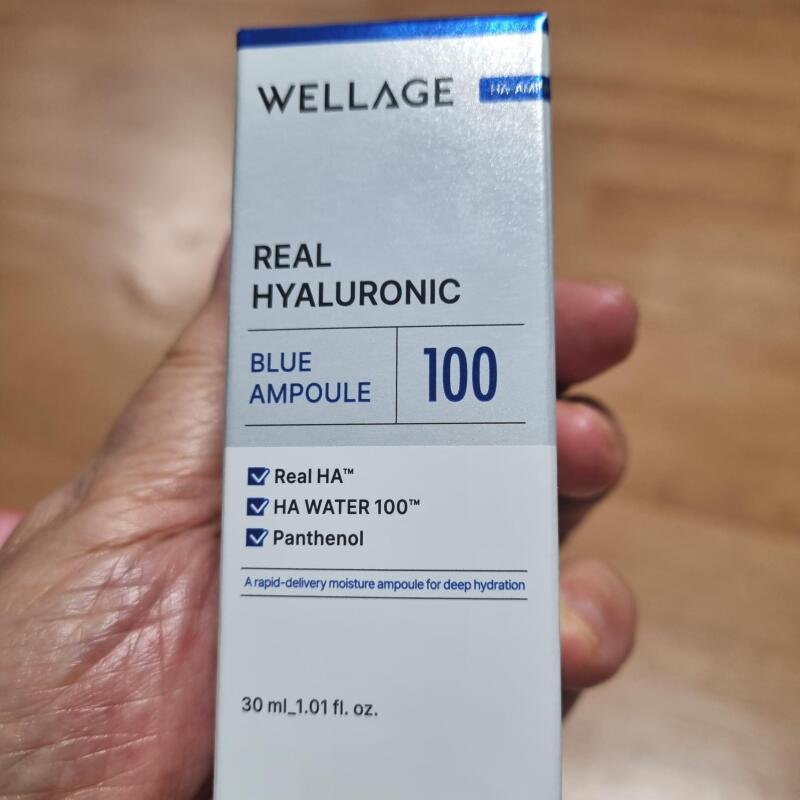 WELLAGE
REAL
HYALURONIC
BLUE
AMPOULE
100
Real HA™
HA WATER 100™
Panthenol
A rapid-delivery moisture ampoule for deep hydration
30 ml_1.01 fl. oz.